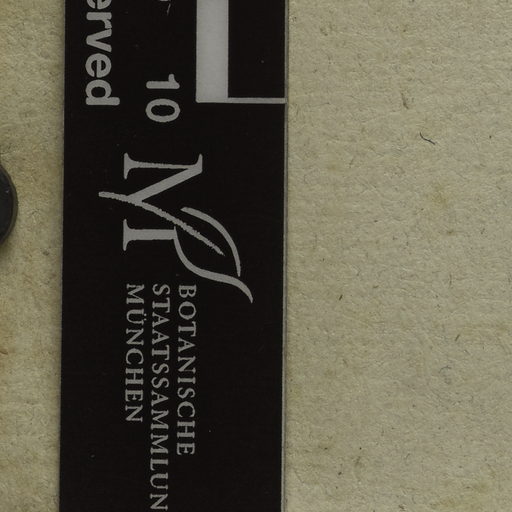 erved
10
M
BOTANISCHE
STAATSSAMMLUN
MÜNCHEN